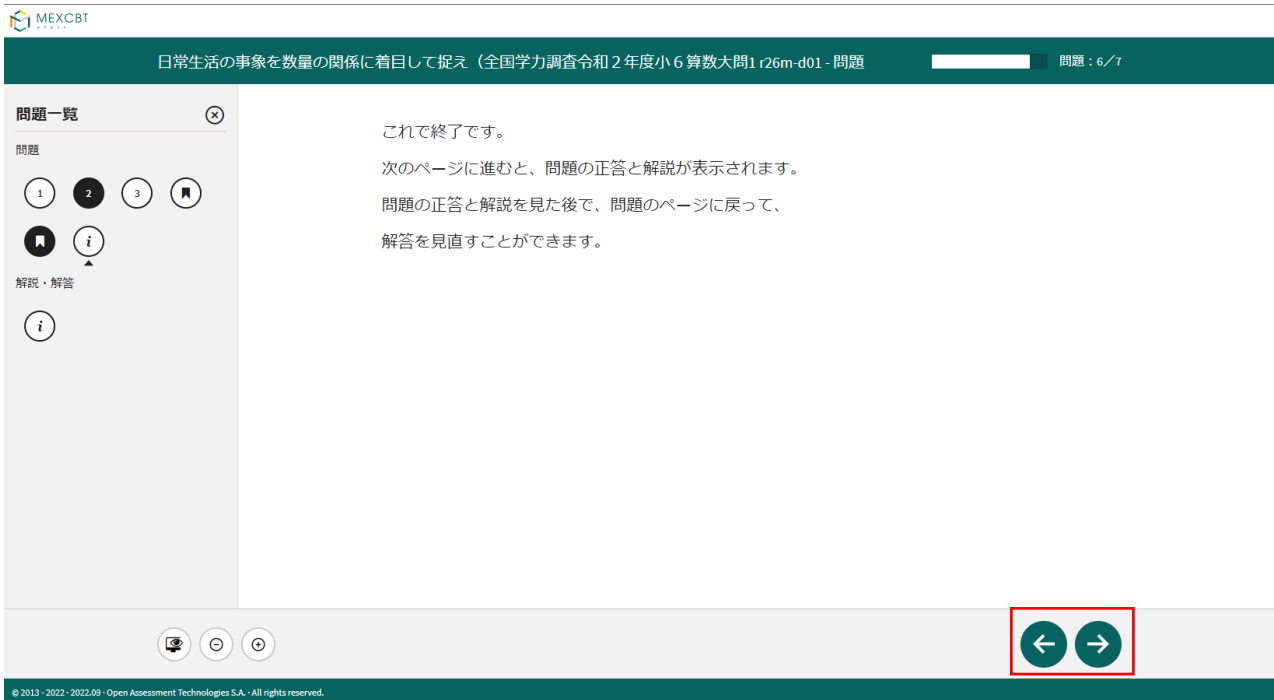 MEXCBT
日常生活の事象を数量の関係に着目して捉え（全国学力調査令和２年度小６算数大問1 r26m-d01 - 問題
問題：6／7
問題一覧
問題
1 2 3
i
解説・解答
i
これで終了です。
次のページに進むと、問題の正答と解説が表示されます。
問題の正答と解説を見た後で、問題のページに戻って、
解答を見直すことができます。
© 2013 - 2022 · 2022.09 · Open Assessment Technologies S.A. · All rights reserved.